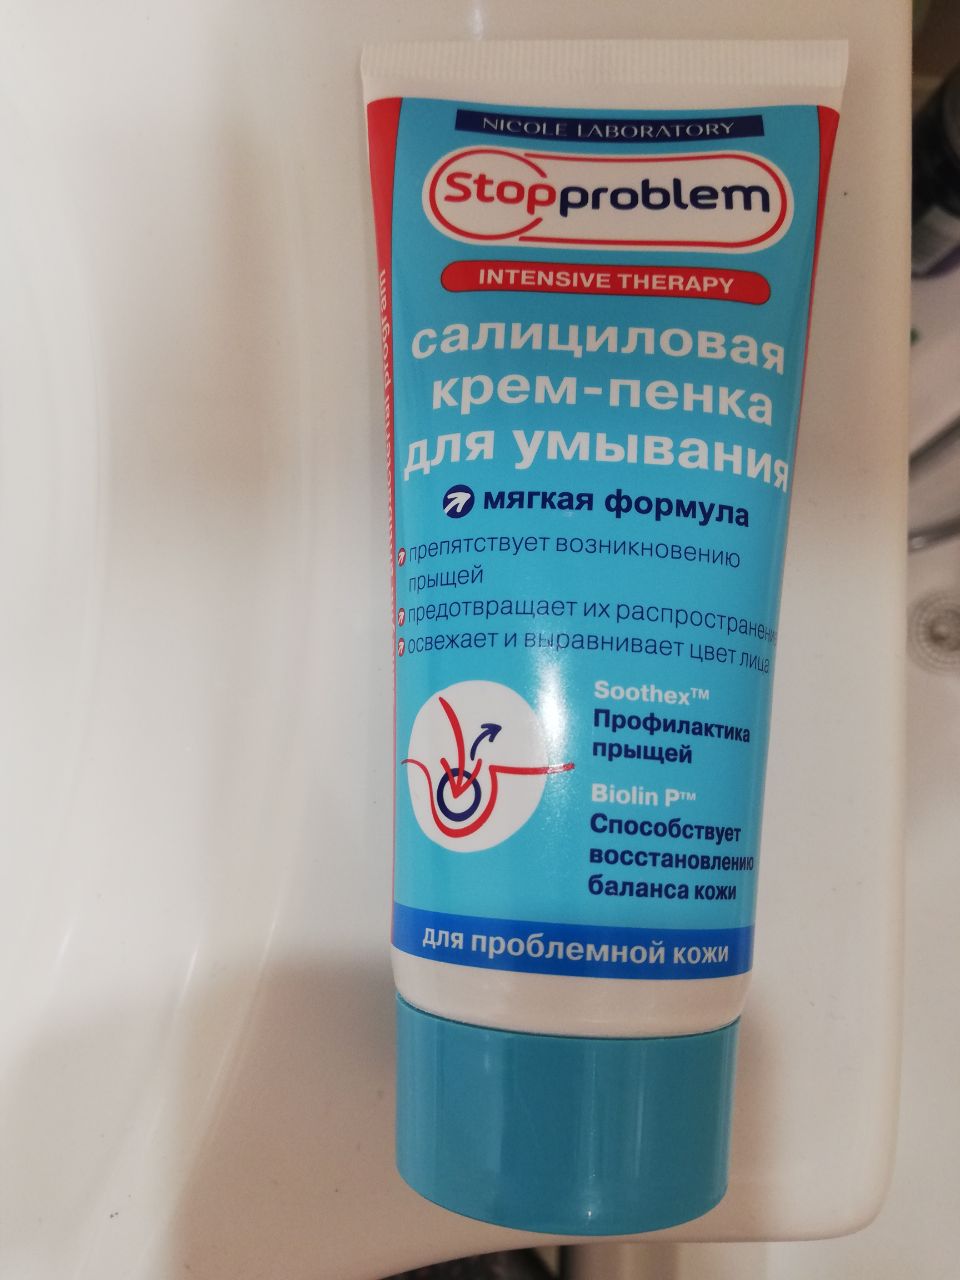 NICOLE LABORATORY
Stopproblem
INTENSIVE THERAPY
салициловая
крем-пенка
для умывания
мягкая формула
препятствует возникновению
прыщей
предотвращает их
освежает и выравнивает цвет лица
Soothex™
Профилактика
прыщей
Biolin P™
Способствует
восстановлению
баланса кожи
для проблемной кожи
program